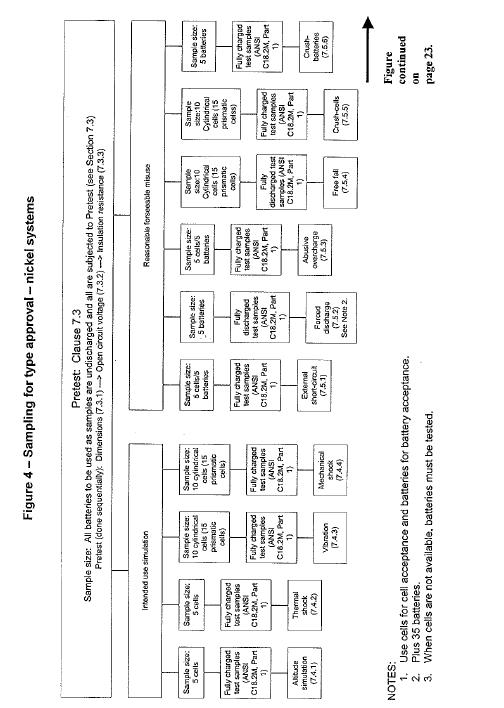 Figure 4 – Sampling for type approval – nickel systems
Pretest: Clause 7.3
Sample size: All batteries to be used as samples are undischarged and all are subjected to Pretest (see Section 7.3)
Pretest (done sequentially): Dimensions (7.3.1) —> Open circuit voltage (7.3.2) —> Insulation resistance (7.3.3)
Intended use simulation
Sample size:
5 cells
Fully charged
test samples
(ANSI
C18.2M, Part
1)
Altitude
simulation
(7.4.1)
Sample size:
5 cells
Fully charged
test samples
(ANSI
C18.2M, Part
1)
Thermal
shock
(7.4.2)
Sample size:
10 cylindrical
cells (15
prismatic
cells)
Fully charged
test samples
(ANSI
C18.2M, Part
1)
Vibration
(7.4.3)
Sample size:
10 cylindrical
cells (15
prismatic
cells)
Fully charged
test samples
(ANSI
C18.2M, Part
1)
Mechanical
shock
(7.4.4)
Reasonable forseeable misuse
Sample size:
5 cells/5
batteries
Fully charged
test samples
(ANSI
C18.2M, Part
1)
External
short-circuit
(7.5.1)
Sample size:
5 batteries
Fully
discharged
test samples
(ANSI
C18.2M, Part
1)
Forced
discharge
(7.5.2)
See Note 2.
Sample size:
5 cells/5
batteries
Fully charged
test samples
(ANSI
C18.2M, Part
1)
Abusive
overcharge
(7.5.3)
Sample
size:10
Cylindrical
cells (15
prismatic
cells)
Fully
discharged test
samples (ANSI
C18.2M, Part
1)
Free fall
(7.5.4)
Sample
size:10
Cylindrical
cells (15
prismatic
celss)
Fully charged
test samples
(ANSI
C18.2M, Part
1)
Crush-cells
(7.5.5)
Sample size:
5 batteries
Fully charged
test samples
(ANSI
C18.2M, Part
1)
Crush-
batteries
(7.5.6)
NOTES:
1. Use cells for cell acceptance and batteries for battery acceptance.
2. Plus 35 batteries.
3. When cells are not available, batteries must be tested.
Figure
continued
on
page 23.